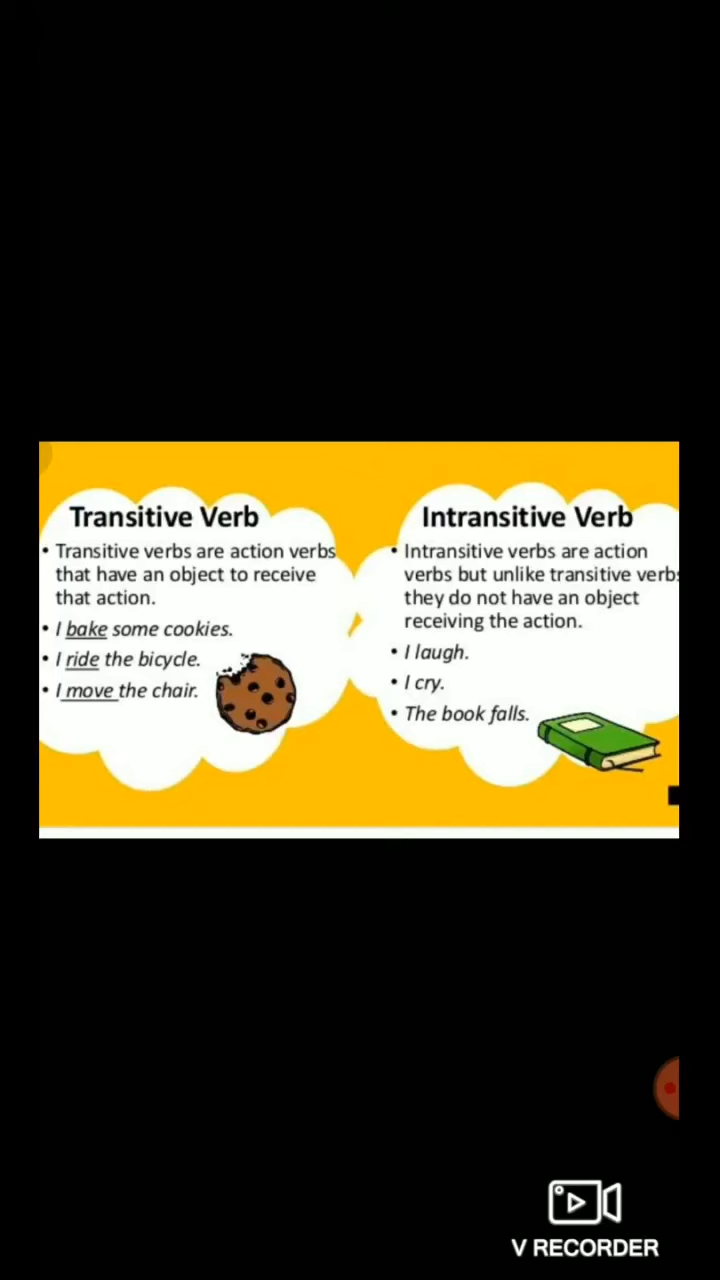 Transitive Verb
• Transitive verbs are action verbs
that have an object to receive
that action.
• I bake some cookies.
• I ride the bicycle.
• I move the chair.
Intransitive Verb
• Intransitive verbs are action
verbs but unlike transitive verbs
they do not have an object
receiving the action.
• I laugh.
• I cry.
• The book falls.
V RECORDER